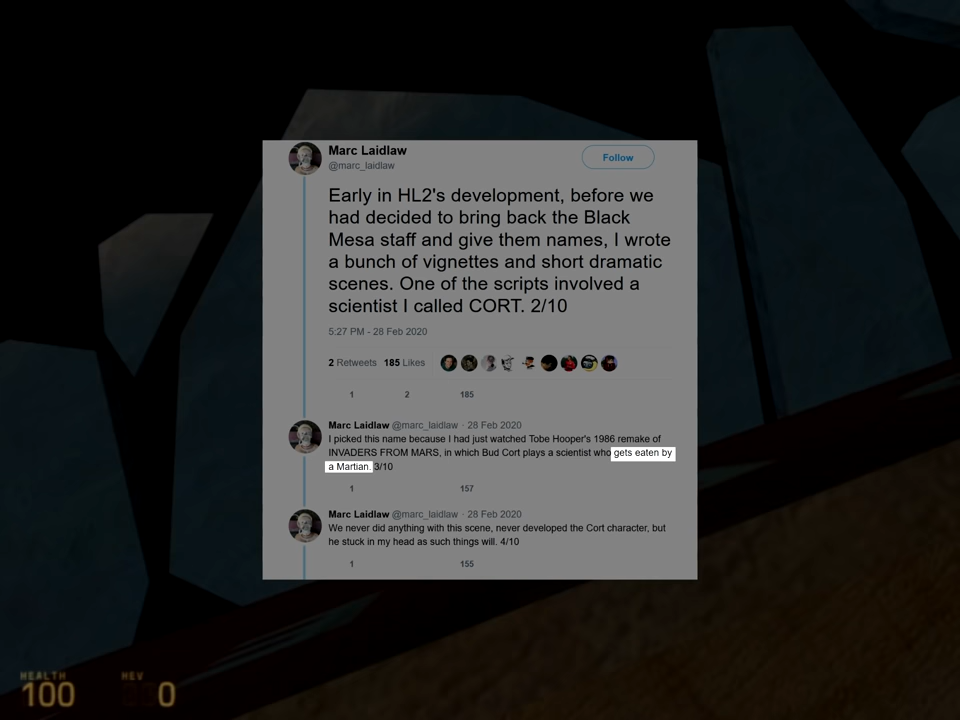 Marc Laidlaw
@marc_laidlaw
Follow
Early in HL2's development, before we
had decided to bring back the Black
Mesa staff and give them names, I wrote
a bunch of vignettes and short dramatic
scenes. One of the scripts involved a
scientist I called CORT. 2/10
5:27 PM - 28 Feb 2020
2 Retweets 185 Likes
1 2 185
Marc Laidlaw @marc_laidlaw · 28 Feb 2020
I picked this name because I had just watched Tobe Hooper's 1986 remake of
INVADERS FROM MARS, in which Bud Cort plays a scientist who gets eaten by
a Martian. 3/10
1 157
Marc Laidlaw @marc_laidlaw · 28 Feb 2020
We never did anything with this scene, never developed the Cort character, but
he stuck in my head as such things will. 4/10
1 155
HEALTH
100
HEV
0